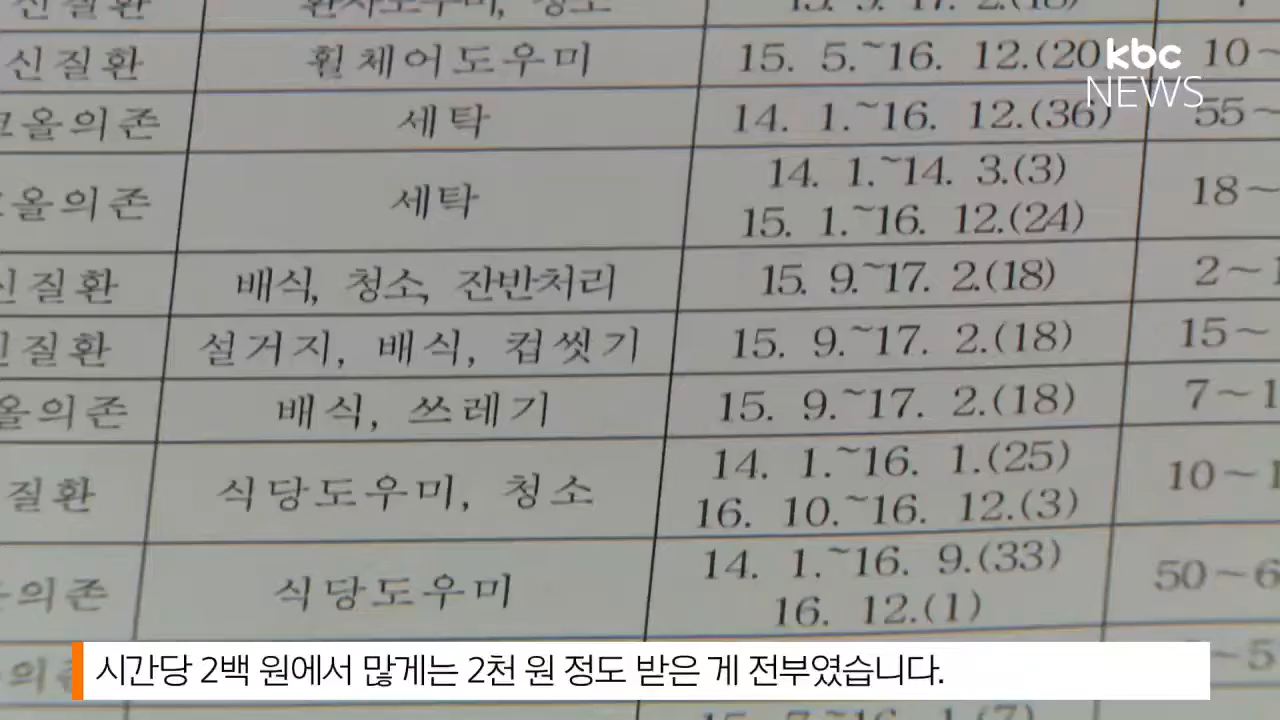 kbc
NEWS
신질환 휠체어도우미 15. 5.~16. 12.(20 10~
올의존 세탁 14. 1.~16. 12.(36) 55~
올의존 세탁 14. 1.~14. 3.(3) 18~
15. 1.~16. 12.(24)
신질환 배식, 청소, 잔반처리 15. 9.~17. 2.(18) 2~1
질환 설거지, 배식, 컵씻기 15. 9.~17. 2.(18) 15~
올의존 배식, 쓰레기 15. 9.~17. 2.(18) 7~1
질환 식당도우미, 청소 14. 1.~16. 1.(25) 10~1
16. 10.~16. 12.(3)
의존 식당도우미 14. 1.~16. 9.(33) 50~6
16. 12.(1)
시간당 2백 원에서 많게는 2천 원 정도 받은 게 전부였습니다.